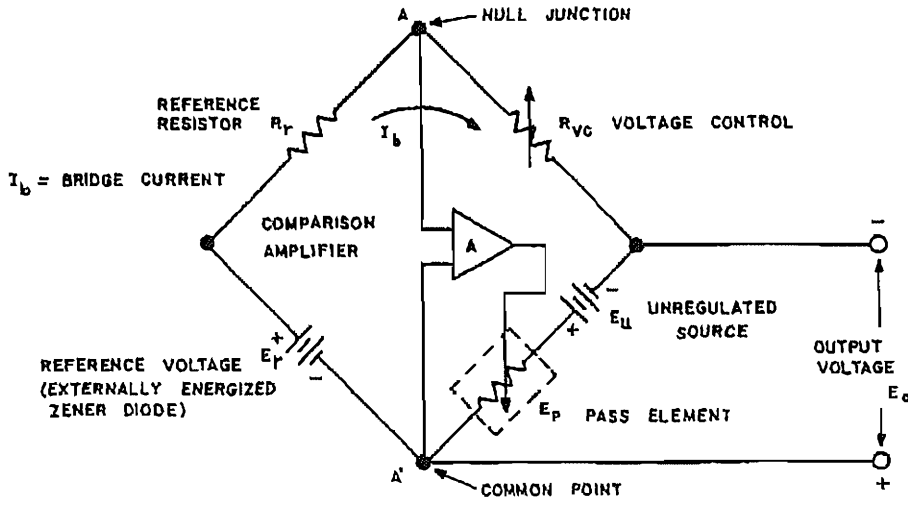 A
NULL JUNCTION
REFERENCE
RESISTOR
Rr
Ib
RVC VOLTAGE CONTROL
Ib = BRIDGE CURRENT
COMPARISON
AMPLIFIER
A
-
-
EU
UNREGULATED
SOURCE
+
+
Er
-
REFERENCE VOLTAGE
(EXTERNALLY ENERGIZED
ZENER DIODE)
OUTPUT
VOLTAGE
Eo
EP PASS ELEMENT
A'
COMMON POINT
+